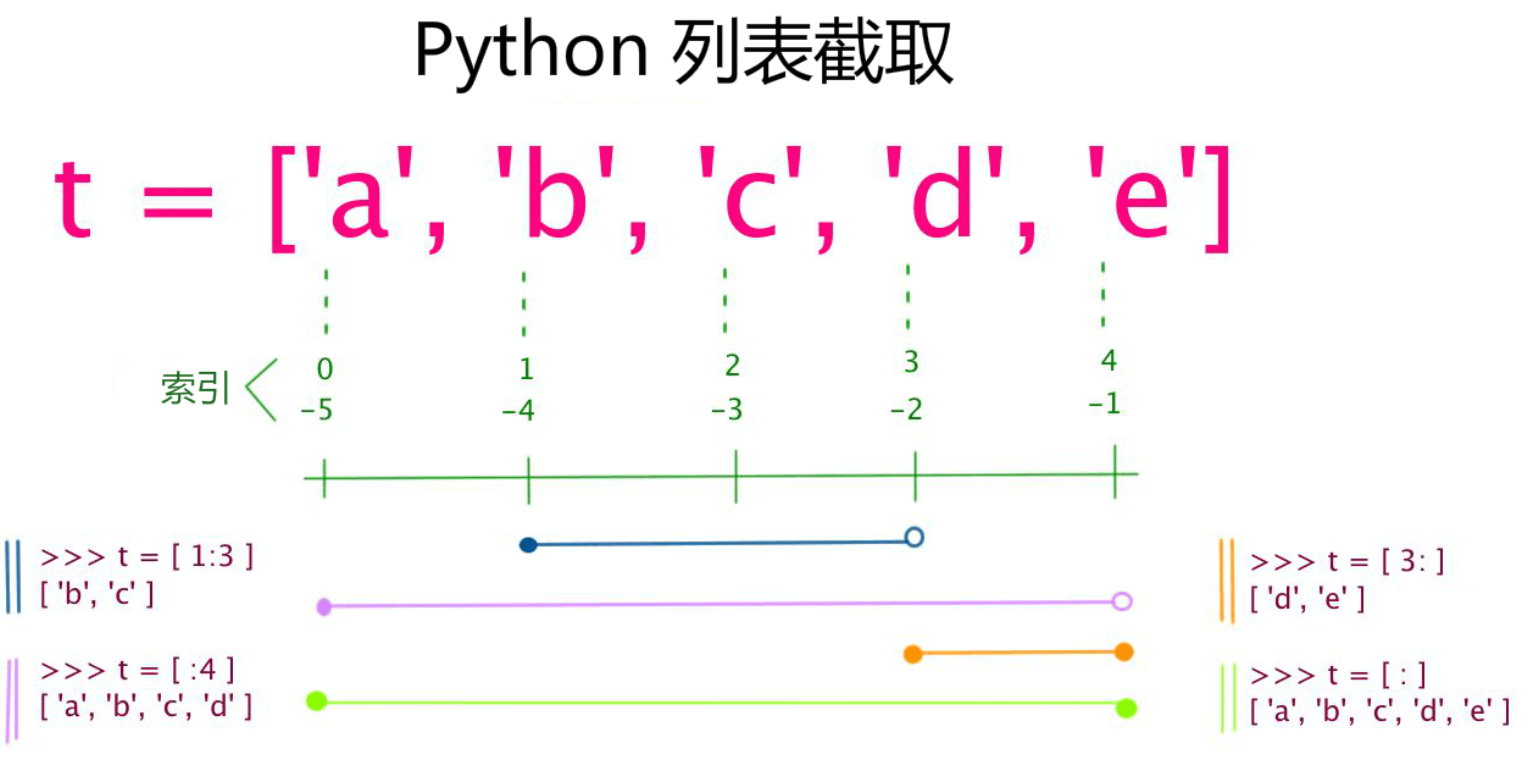 Python 列表截取
t = ['a', 'b', 'c', 'd', 'e']
索引
0 1 2 3 4
-5 -4 -3 -2 -1
>>> t = [ 1:3 ]
[ 'b', 'c' ]
>>> t = [ :4 ]
[ 'a', 'b', 'c', 'd' ]
>>> t = [ 3: ]
[ 'd', 'e' ]
>>> t = [ : ]
[ 'a', 'b', 'c', 'd', 'e' ]